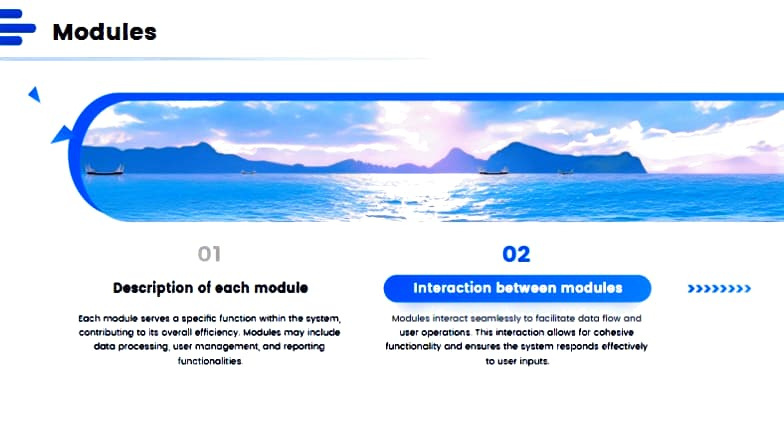 Modules
01
Description of each module
Each module serves a specific function within the system,
contributing to its overall efficiency. Modules may include
data processing, user management, and reporting
functionalities.
02
Interaction between modules
Modules interact seamlessly to facilitate data flow and
user operations. This interaction allows for cohesive
functionality and ensures the system responds effectively
to user inputs.